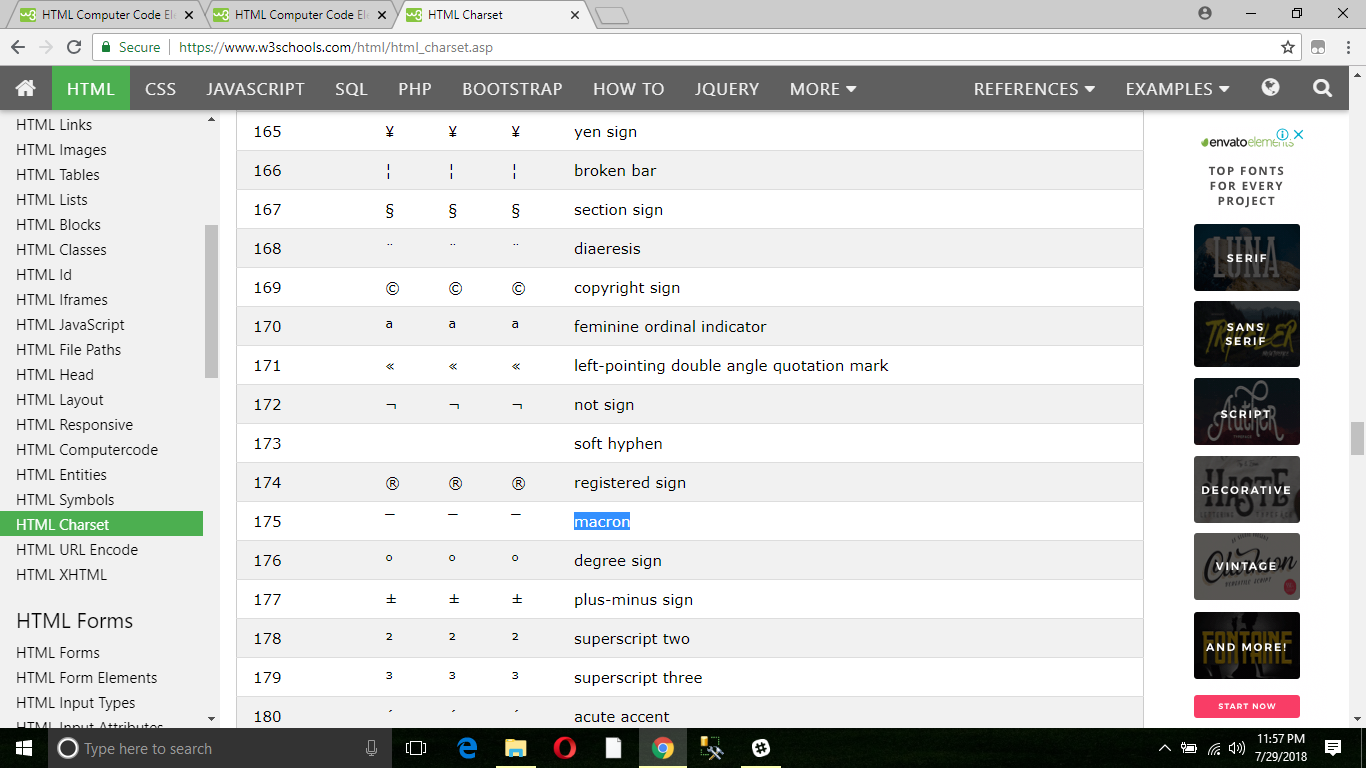 HTML Computer Code Ele
HTML Computer Code Ele
HTML Charset
Secure
https://www.w3schools.com/html/html_charset.asp
HTML CSS JAVASCRIPT SQL PHP BOOTSTRAP HOW TO JQUERY MORE REFERENCES EXAMPLES
HTML Links
HTML Images
HTML Tables
HTML Lists
HTML Blocks
HTML Classes
HTML Id
HTML Iframes
HTML JavaScript
HTML File Paths
HTML Head
HTML Layout
HTML Responsive
HTML Computercode
HTML Entities
HTML Symbols
HTML Charset
HTML URL Encode
HTML XHTML
HTML Forms
HTML Forms
HTML Form Elements
HTML Input Types
HTML Input Attributes
165 ¥ ¥ ¥ yen sign
166 ¦ ¦ ¦ broken bar
167 § § § section sign
168 ¨ ¨ ¨ diaeresis
169 © © © copyright sign
170 ª ª ª feminine ordinal indicator
171 « « « left-pointing double angle quotation mark
172 ¬ ¬ ¬ not sign
173 soft hyphen
174 ® ® ® registered sign
175 ¯ ¯ ¯ macron
176 ° ° ° degree sign
177 ± ± ± plus-minus sign
178 ² ² ² superscript two
179 ³ ³ ³ superscript three
180 ´ ´ ´ acute accent
envatoelements
TOP FONTS
FOR EVERY
PROJECT
LUNA
SERIF
SANS
SERIF
SCRIPT
HASTE
DECORATIVE
VINTAGE
FONTAINE
AND MORE!
START NOW
Type here to search
11:57 PM
7/29/2018